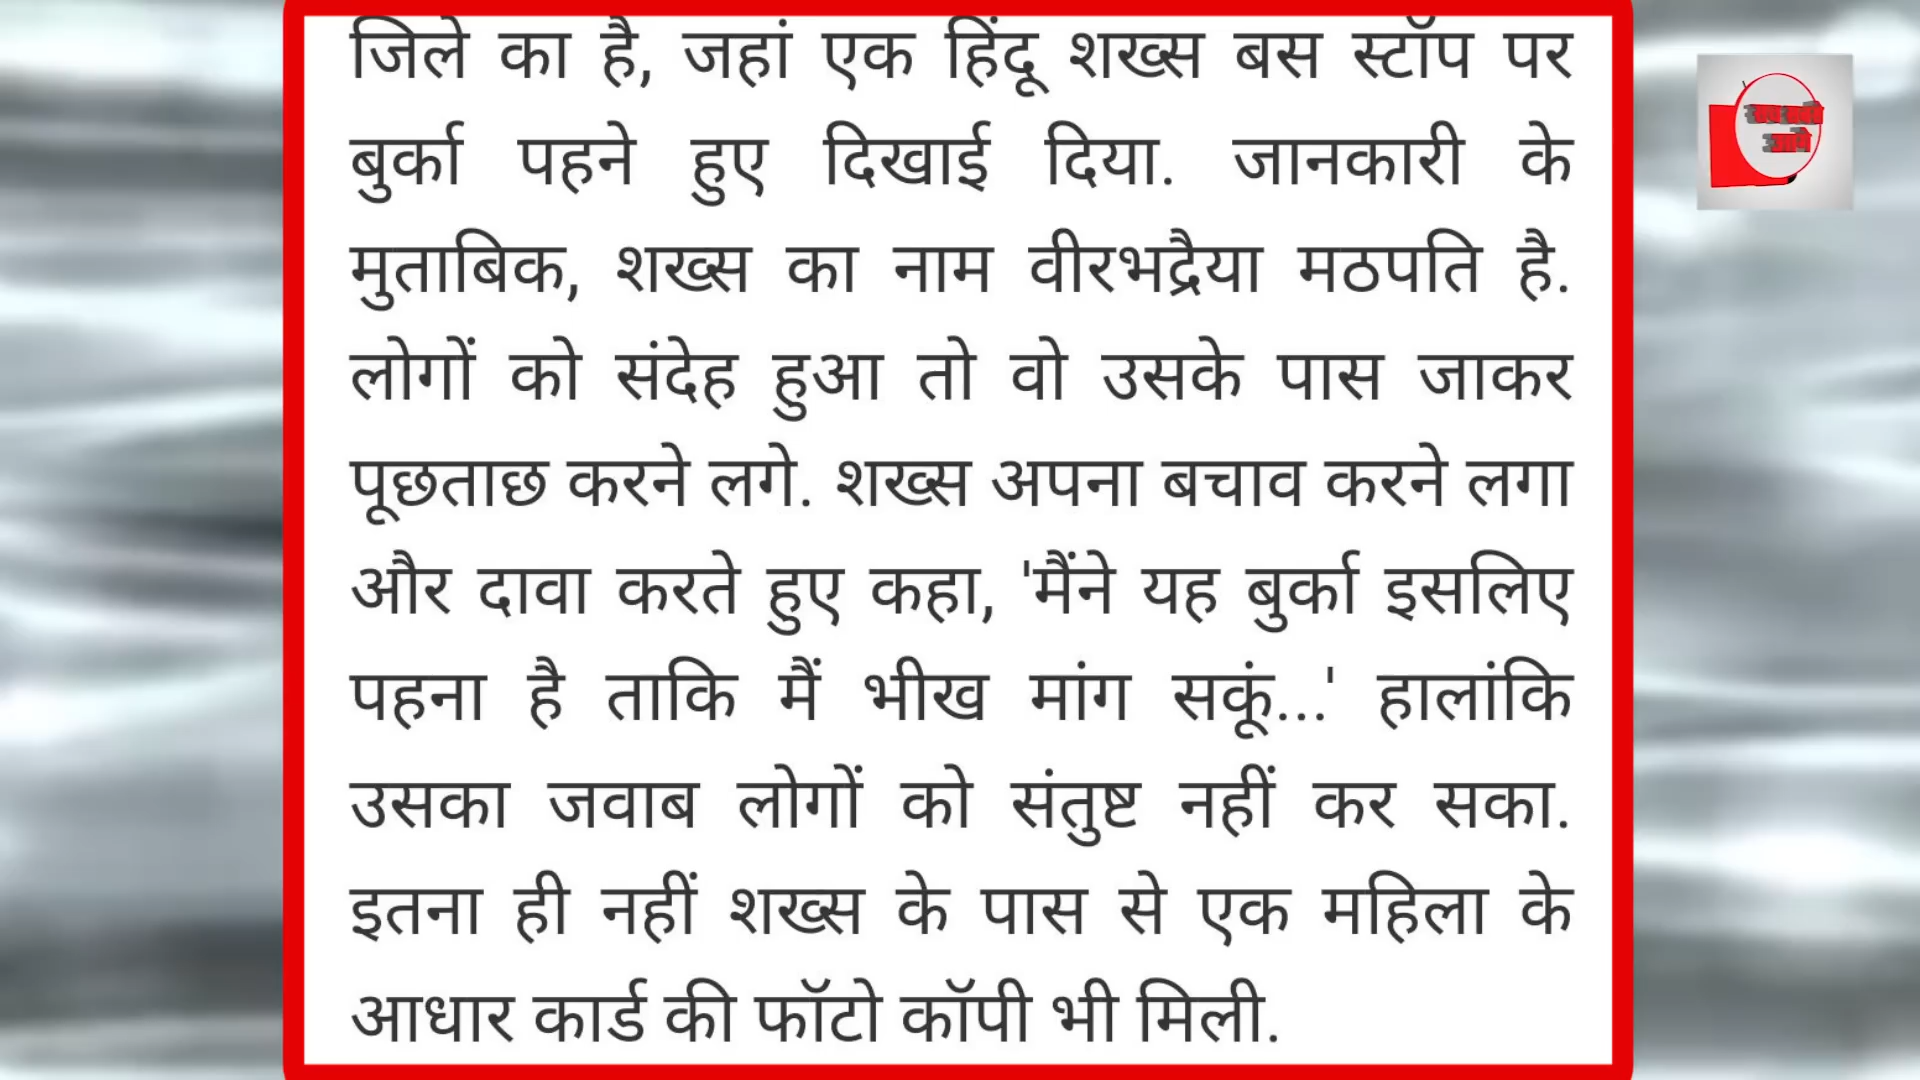 जिले का है, जहां एक हिंदू शख्स बस स्टॉप पर
बुर्का पहने हुए दिखाई दिया. जानकारी के
मुताबिक, शख्स का नाम वीरभद्रैया मठपति है.
लोगों को संदेह हुआ तो वो उसके पास जाकर
पूछताछ करने लगे. शख्स अपना बचाव करने लगा
और दावा करते हुए कहा, 'मैंने यह बुर्का इसलिए
पहना है ताकि मैं भीख मांग सकूं...' हालांकि
उसका जवाब लोगों को संतुष्ट नहीं कर सका.
इतना ही नहीं शख्स के पास से एक महिला के
आधार कार्ड की फॉटो कॉपी भी मिली.